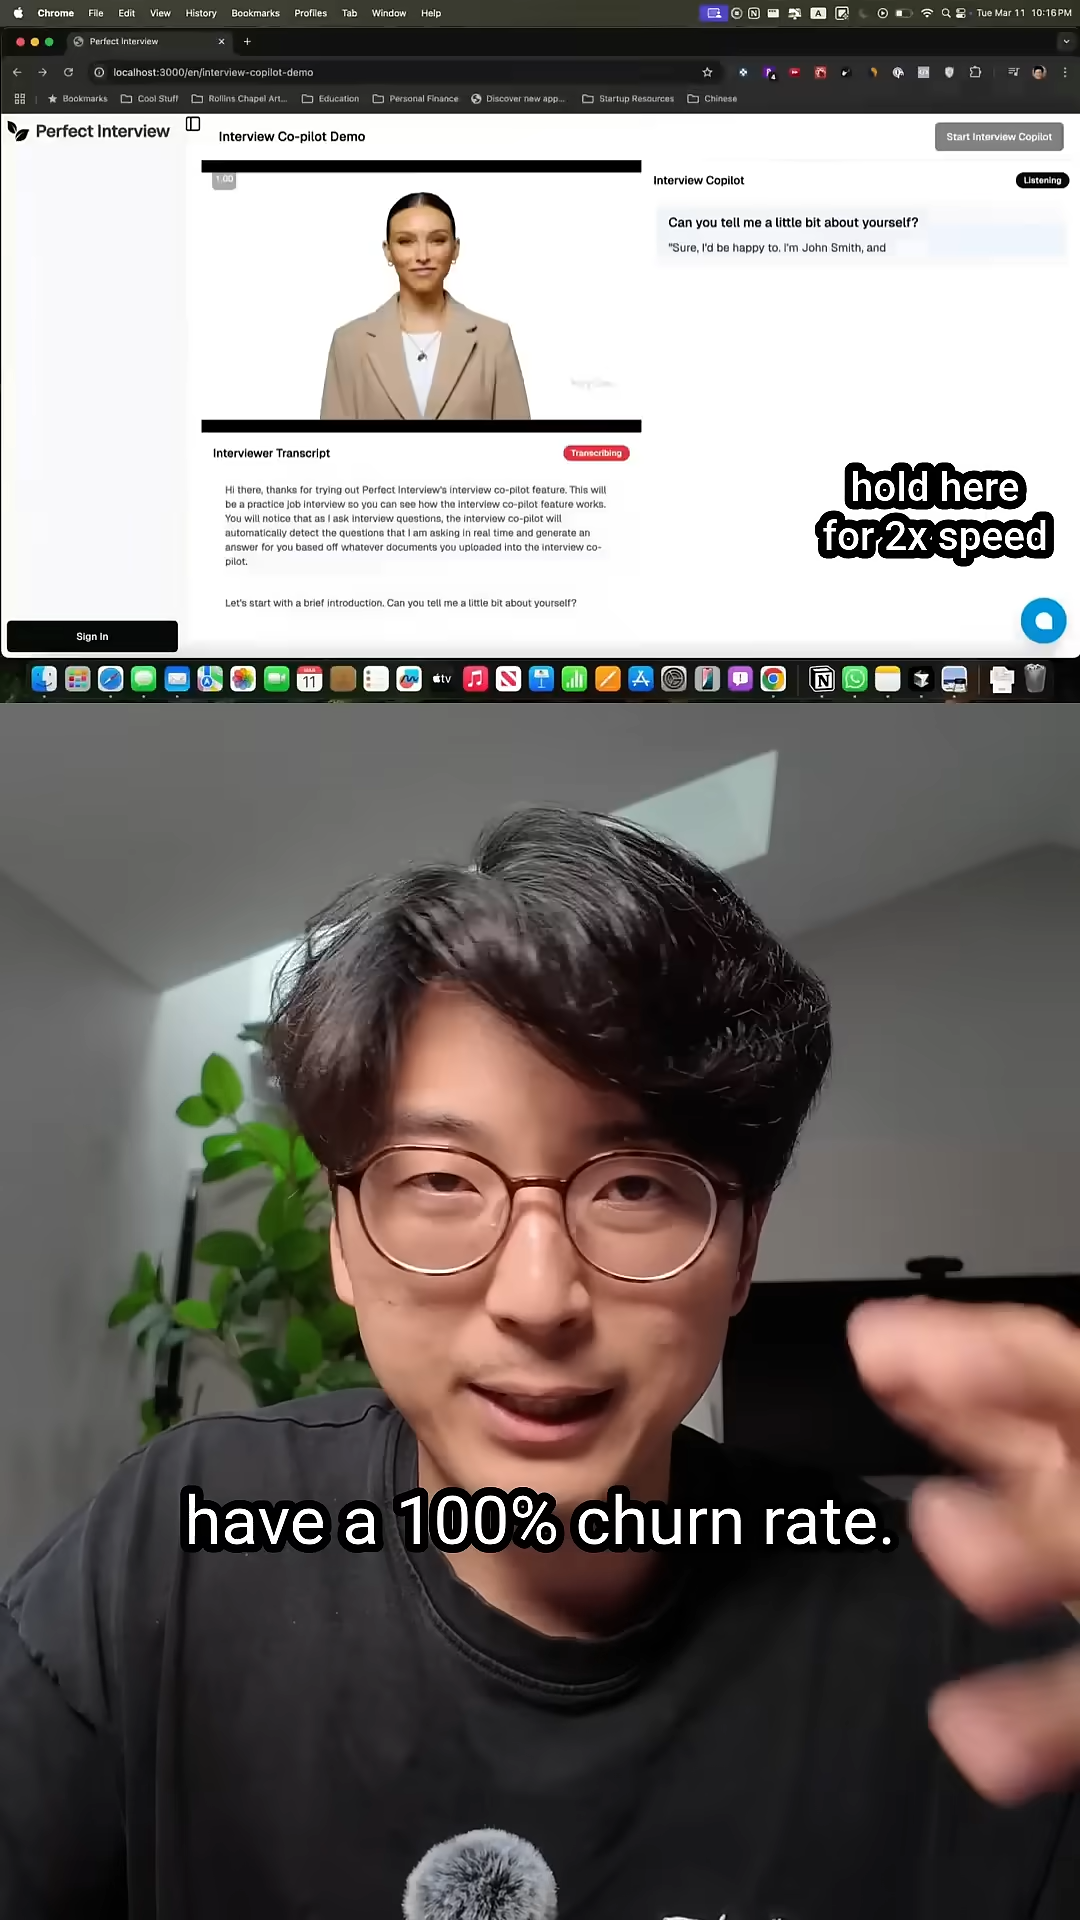 Chrome File Edit View History Bookmarks Profiles Tab Window Help
A
Tue Mar 11 10:16 PM
Perfect Interview
localhost:3000/en/interview-copilot-demo
Bookmarks Cool Stuff Rollins Chapel Art... Education Personal Finance Discover new app... Startup Resources Chinese
Perfect Interview
Interview Co-pilot Demo
Start Interview Copilot
1.00
Interview Copilot
Listening
Can you tell me a little bit about yourself?
"Sure, I'd be happy to. I'm John Smith, and
Interviewer Transcript
Transcribing
Hi there, thanks for trying out Perfect Interview's interview co-pilot feature. This will
be a practice job interview so you can see how the interview co-pilot feature works.
You will notice that as I ask interview questions, the interview co-pilot will
automatically detect the questions that I am asking in real time and generate an
answer for you based off whatever documents you uploaded into the interview co-
pilot.
Let's start with a brief introduction. Can you tell me a little bit about yourself?
hold here
for 2x speed
Sign In
MAR
11
tv
have a 100% churn rate.